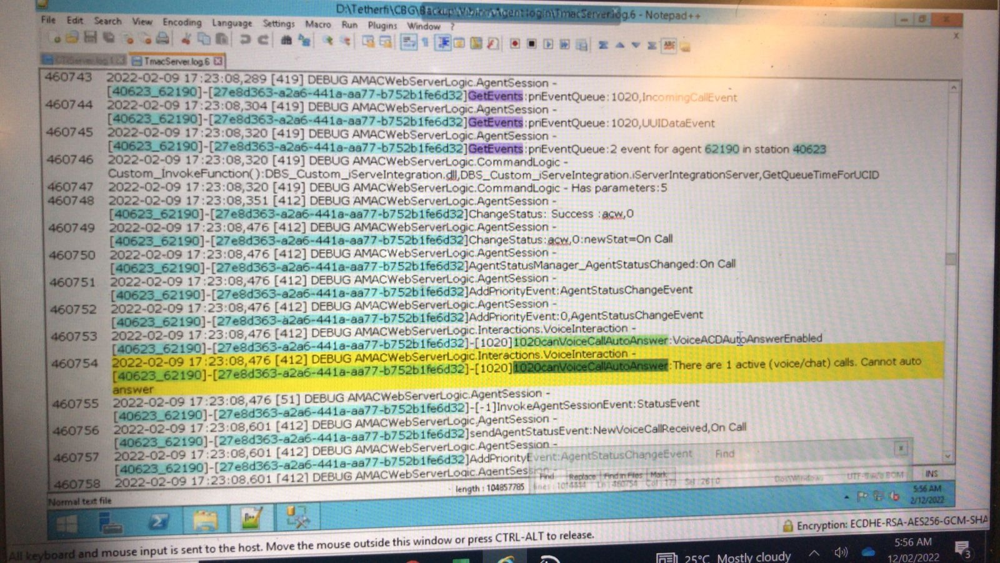 D:\Tetherfi\CBG\Backup\Vibin\AgentLogin\TmacServer.log.6 - Notepad++
File Edit Search View Encoding Language Settings Macro Run Plugins Window ?
TmacServer.log.6
460743 2022-02-09 17:23:08,289 [419] DEBUG AMACWebServerLogic.AgentSession -
[40623_62190]-[27e8d363-a2a6-441a-aa77-b752b1fe6d32]GetEvents:priEventQueue:1020,IncomingCallEvent
460744 2022-02-09 17:23:08,304 [419] DEBUG AMACWebServerLogic.AgentSession -
[40623_62190]-[27e8d363-a2a6-441a-aa77-b752b1fe6d32]GetEvents:priEventQueue:1020,UUIDataEvent
460745 2022-02-09 17:23:08,320 [419] DEBUG AMACWebServerLogic.AgentSession -
[40623_62190]-[27e8d363-a2a6-441a-aa77-b752b1fe6d32]GetEvents:priEventQueue:2 event for agent 62190 in station 40623
460746 2022-02-09 17:23:08,320 [419] DEBUG AMACWebServerLogic.CommandLogic -
Custom_InvokeFunction():DBS_Custom_iServeIntegration.dll,DBS_Custom_iServeIntegration.iServerIntegrationServer,GetQueueTimeForUCID
460747 2022-02-09 17:23:08,320 [419] DEBUG AMACWebServerLogic.CommandLogic - Has parameters:5
460748 2022-02-09 17:23:08,351 [412] DEBUG AMACWebServerLogic.AgentSession -
[40623_62190]-[27e8d363-a2a6-441a-aa77-b752b1fe6d32]ChangeStatus: Success :acw,0
460749 2022-02-09 17:23:08,476 [412] DEBUG AMACWebServerLogic.AgentSession -
[40623_62190]-[27e8d363-a2a6-441a-aa77-b752b1fe6d32]ChangeStatus:acw,0:newStat=On Call
460750 2022-02-09 17:23:08,476 [412] DEBUG AMACWebServerLogic.AgentSession -
[40623_62190]-[27e8d363-a2a6-441a-aa77-b752b1fe6d32]AgentStatusManager_AgentStatusChanged:On Call
460751 2022-02-09 17:23:08,476 [412] DEBUG AMACWebServerLogic.AgentSession -
[40623_62190]-[27e8d363-a2a6-441a-aa77-b752b1fe6d32]AddPriorityEvent:AgentStatusChangeEvent
460752 2022-02-09 17:23:08,476 [412] DEBUG AMACWebServerLogic.AgentSession -
[40623_62190]-[27e8d363-a2a6-441a-aa77-b752b1fe6d32]AddPriorityEvent:0,AgentStatusChangeEvent
460753 2022-02-09 17:23:08,476 [412] DEBUG AMACWebServerLogic.Interactions.VoiceInteraction -
[40623_62190]-[27e8d363-a2a6-441a-aa77-b752b1fe6d32]-[1020]1020canVoiceCallAutoAnswer:VoiceACDAutoAnswerEnabled
460754 2022-02-09 17:23:08,476 [412] DEBUG AMACWebServerLogic.Interactions.VoiceInteraction -
[40623_62190]-[27e8d363-a2a6-441a-aa77-b752b1fe6d32]-[1020]1020canVoiceCallAutoAnswer:There are 1 active (voice/chat) calls. Cannot auto
answer
460755 2022-02-09 17:23:08,476 [51] DEBUG AMACWebServerLogic.AgentSession -
[40623_62190]-[27e8d363-a2a6-441a-aa77-b752b1fe6d32]-[-1]InvokeAgentSessionEvent:StatusEvent
460756 2022-02-09 17:23:08,601 [412] DEBUG AMACWebServerLogic.AgentSession -
[40623_62190]-[27e8d363-a2a6-441a-aa77-b752b1fe6d32]sendAgentStatusEvent:NewVoiceCallReceived,On Call
460757 2022-02-09 17:23:08,601 [412] DEBUG AMACWebServerLogic.AgentSession -
[40623_62190]-[27e8d363-a2a6-441a-aa77-b752b1fe6d32]AddPriorityEvent:AgentStatusChangeEvent Find
460758 2022-02-09 17:23:08,601 [412] DEBUG AMACWebServerLogic.AgentSession -
Find Replace Find in Files Mark
Normal text file length : 104857785 Ln : 460754 Col : 173 Sel : 26 | 0 Dos\Windows INS
5:56 AM
2/12/2022
Encryption: ECDHE-RSA-AES256-GCM-SHA
All keyboard and mouse input is sent to the host. Move the mouse outside this window or press CTRL-ALT to release.
25°C Mostly cloudy
5:56 AM
12/02/2022
3